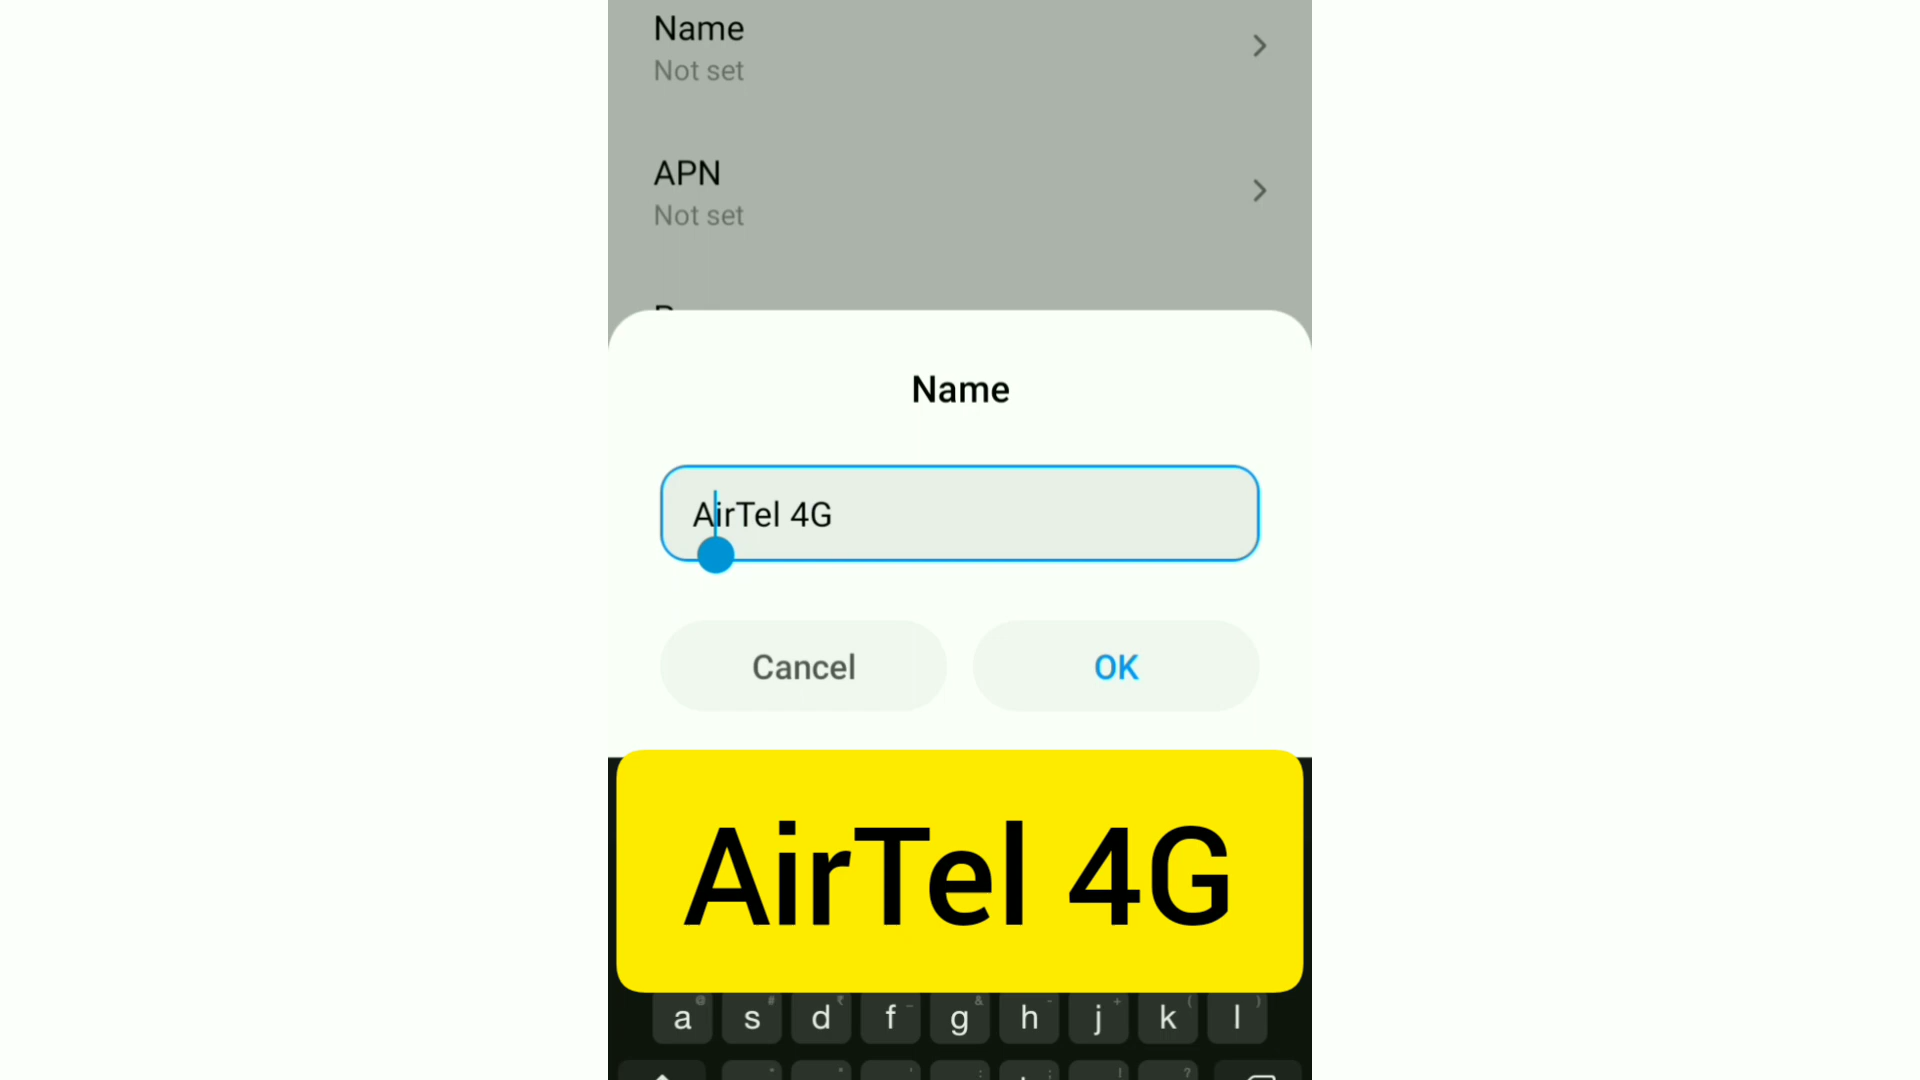 Name
Not set
APN
Not set
Name
AirTel 4G
Cancel
OK
AirTel 4G
a s d f g h j k l